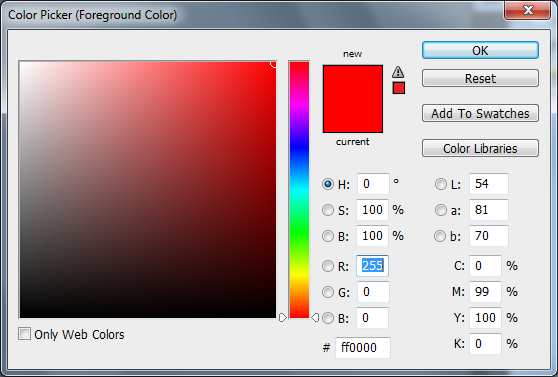 Color Picker (Foreground Color)
new
current
OK
Reset
Add To Swatches
Color Libraries
H: 0 °
S: 100 %
B: 100 %
R: 255
G: 0
B: 0
# ff0000
L: 54
a: 81
b: 70
C: 0 %
M: 99 %
Y: 100 %
K: 0 %
Only Web Colors